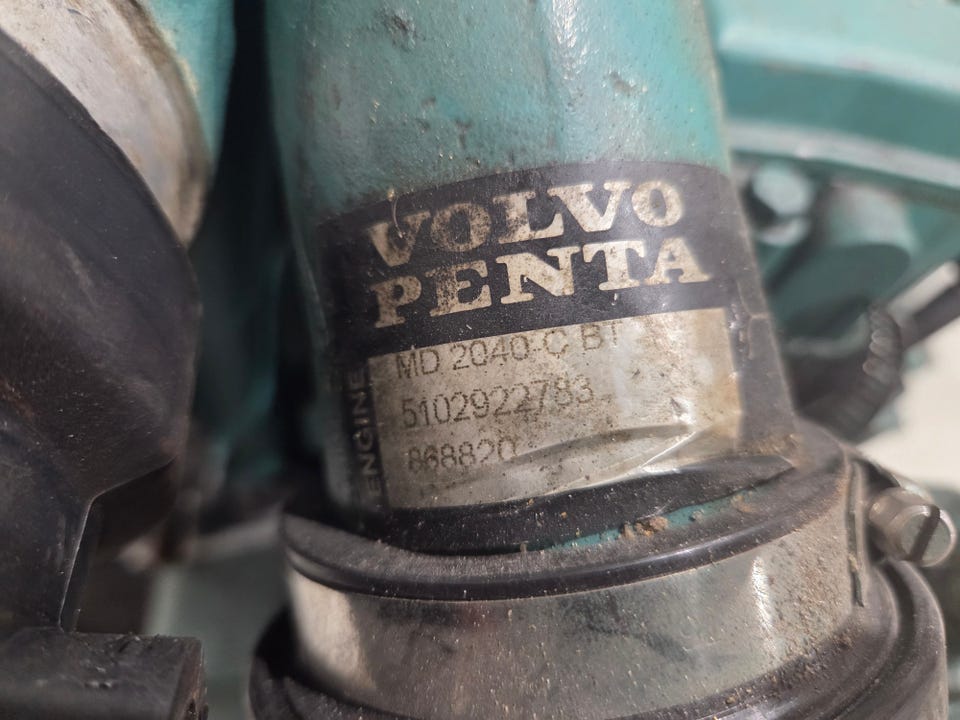 VOLVO
PENTA
ENGINE
MD 2040-C BT
5102922783
868820